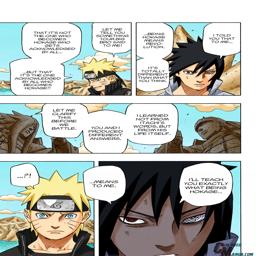 THAT IT'S NOT
THE ONE WHO
BECOMES
HOKAGE WHO
GETS
ACKNOWLEDGED
BY ALL...
LET ME
TELL YOU
SOMETHING
YOUR BIG
BRO SAID
TO ME!
BUT THAT
IT'S THE ONE
ACKNOWLEDGED
BY ALL WHO
BECOMES
HOKAGE!
I TOLD
YOU THAT
TO ME...
...BEING
HOKAGE MEANS
REVO-
LUTION.
IT'S
TOTALLY
DIFFERENT
THAN WHAT
YOU THINK.
LET ME
CLARIFY
THIS
BEFORE WE
BATTLE.
YOU AND I
PRODUCED
DIFFERENT
ANSWERS.
I LEARNED
NOT FROM
ITACHI'S
WORDS, BUT
FROM HIS
LIFE ITSELF.
...?!
...MEANS
TO ME.
I'LL TEACH
YOU EXACTLY
WHAT BEING
HOKAGE...